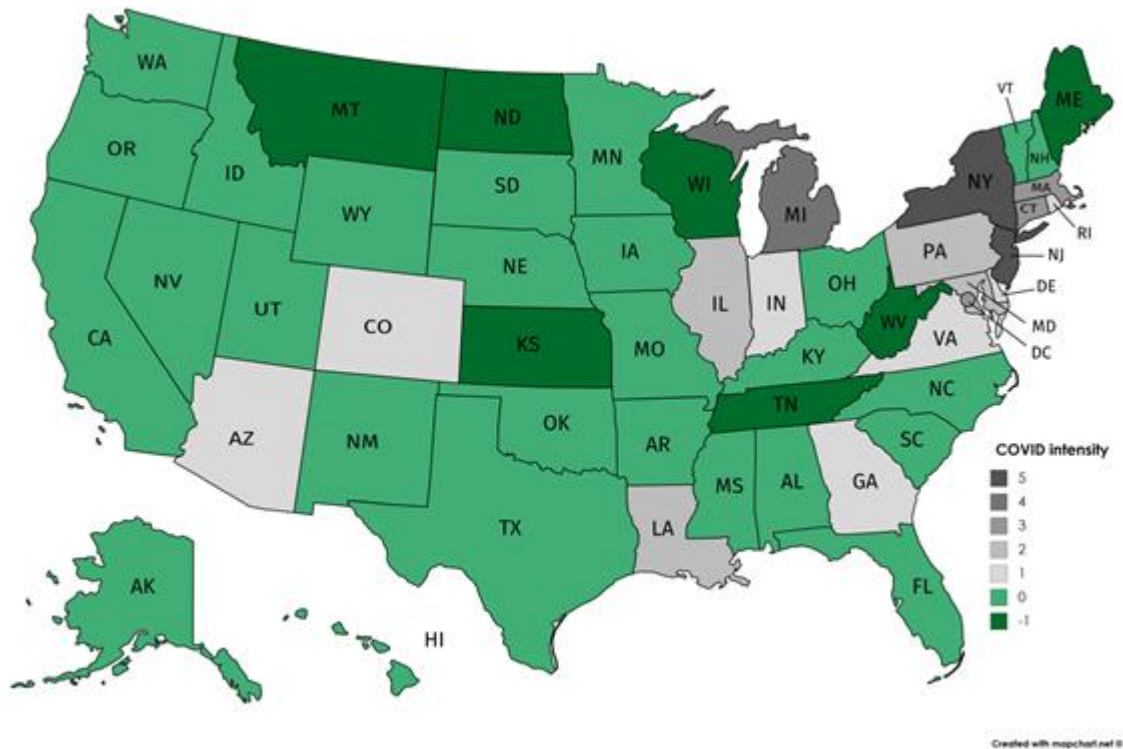 WA
MT
ND
MN
VT
ME
OR
ID
SD
WI
NH
WY
MI
NY
MA
CT
RI
NV
NE
IA
PA
NJ
CA
UT
CO
KS
MO
IL
IN
OH
WV
DE
MD
VA
DC
KY
AZ
NM
OK
AR
TN
NC
SC
MS
AL
GA
TX
LA
FL
AK
HI
COVID intensity
5
4
3
2
1
0
-1
Created with mapchart.net ©